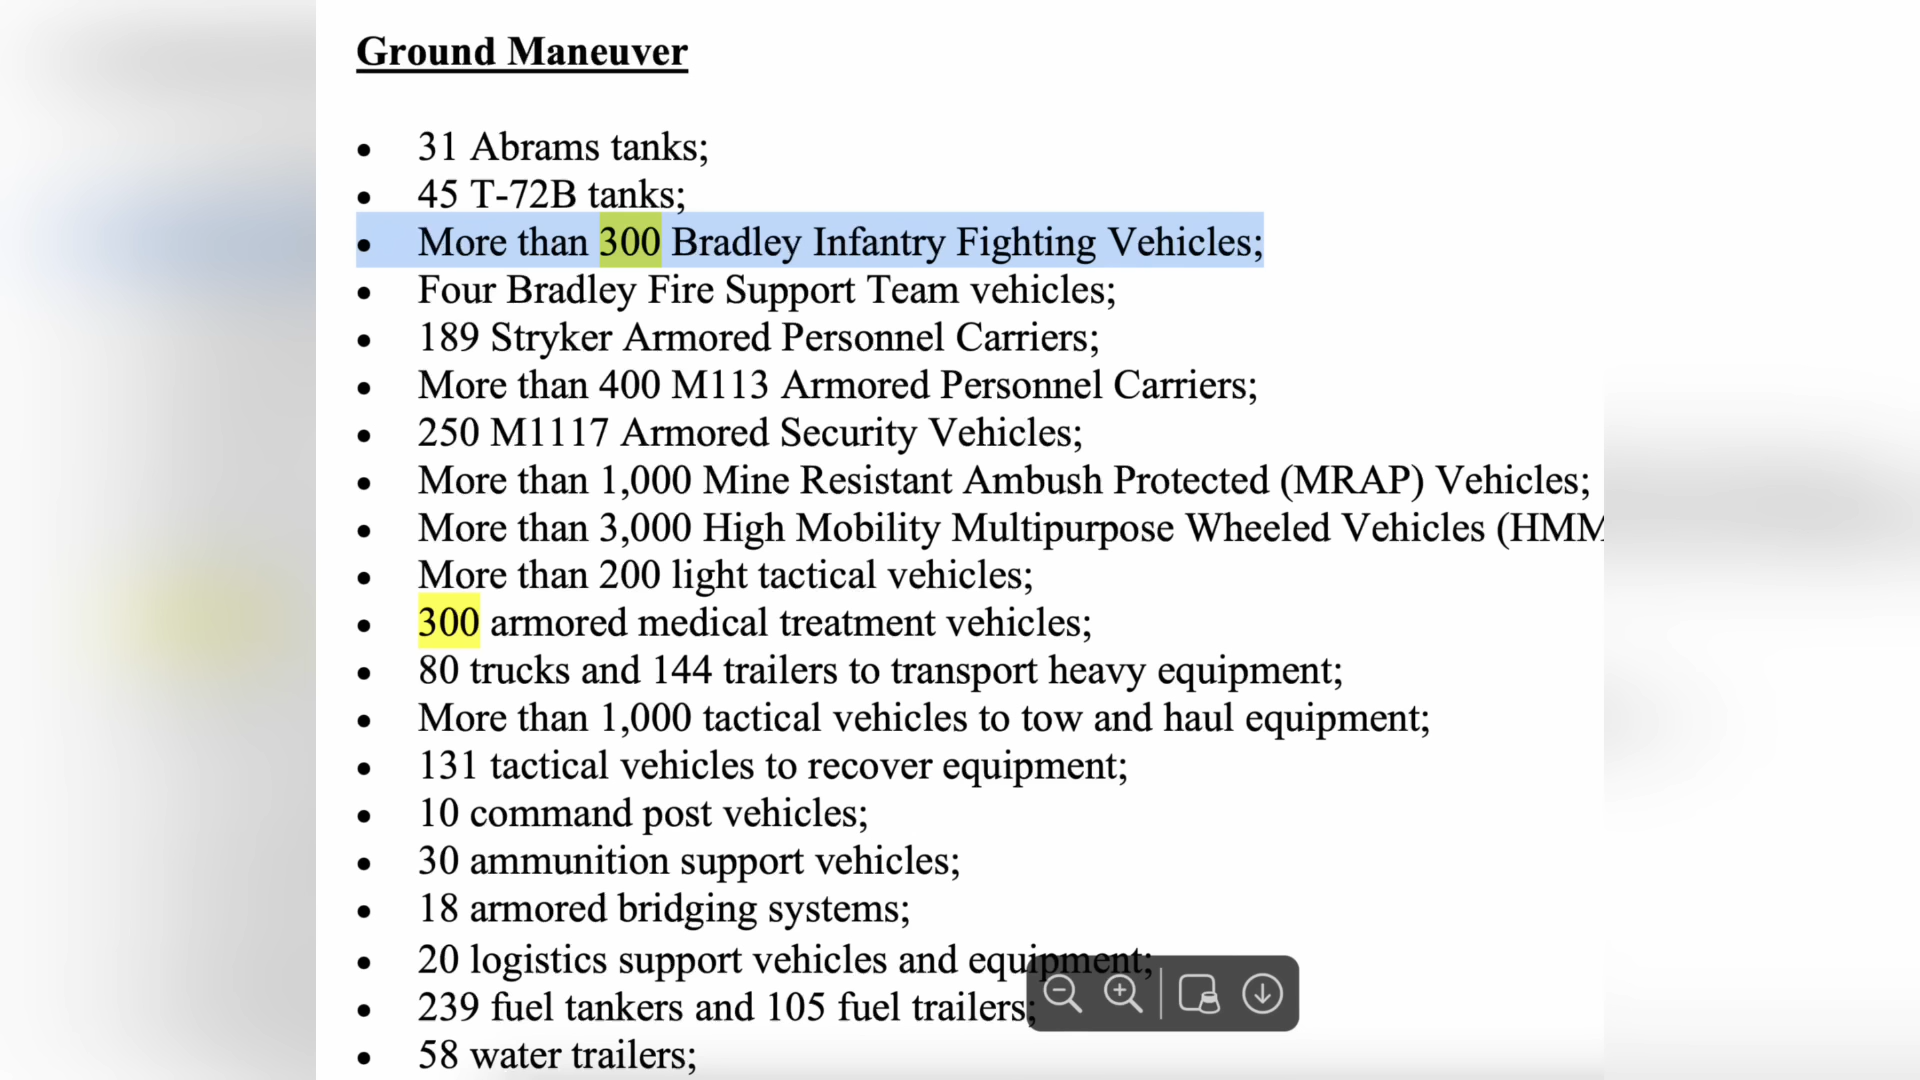 Ground Maneuver
• 31 Abrams tanks;
• 45 T-72B tanks;
• More than 300 Bradley Infantry Fighting Vehicles;
• Four Bradley Fire Support Team vehicles;
• 189 Stryker Armored Personnel Carriers;
• More than 400 M113 Armored Personnel Carriers;
• 250 M1117 Armored Security Vehicles;
• More than 1,000 Mine Resistant Ambush Protected (MRAP) Vehicles;
• More than 3,000 High Mobility Multipurpose Wheeled Vehicles (HMM
• More than 200 light tactical vehicles;
• 300 armored medical treatment vehicles;
• 80 trucks and 144 trailers to transport heavy equipment;
• More than 1,000 tactical vehicles to tow and haul equipment;
• 131 tactical vehicles to recover equipment;
• 10 command post vehicles;
• 30 ammunition support vehicles;
• 18 armored bridging systems;
• 20 logistics support vehicles and equipment;
• 239 fuel tankers and 105 fuel trailers;
• 58 water trailers;